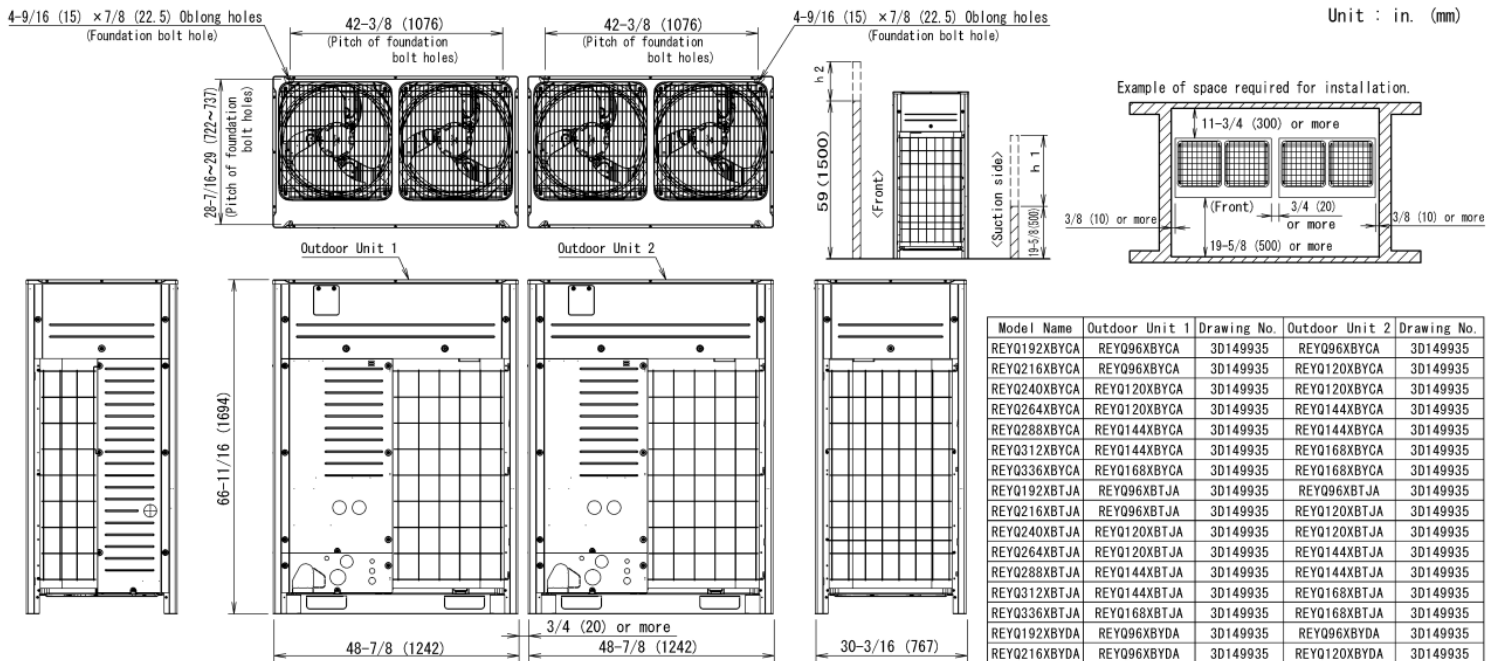 4-9/16 (15) ×7/8 (22.5) Oblong holes
(Foundation bolt hole)
42-3/8 (1076)
(Pitch of foundation
bolt holes)
42-3/8 (1076)
(Pitch of foundation
bolt holes)
4-9/16 (15) ×7/8 (22.5) Oblong holes
(Foundation bolt hole)
Unit : in. (mm)
28-7/16~29 (722~737)
(Pitch of foundation
bolt holes)
h 2
59 (1500)
<Front>
<Suction side>
h 1
19-5/8(500)
Example of space required for installation.
11-3/4 (300) or more
(Front)
3/4 (20)
or more
3/8 (10) or more
3/8 (10) or more
19-5/8 (500) or more
Outdoor Unit 1
Outdoor Unit 2
66-11/16 (1694)
3/4 (20) or more
48-7/8 (1242)
48-7/8 (1242)
30-3/16 (767)
Model Name Outdoor Unit 1 Drawing No. Outdoor Unit 2 Drawing No.
REYQ192XBYCA REYQ96XBYCA 3D149935 REYQ96XBYCA 3D149935
REYQ216XBYCA REYQ96XBYCA 3D149935 REYQ120XBYCA 3D149935
REYQ240XBYCA REYQ120XBYCA 3D149935 REYQ120XBYCA 3D149935
REYQ264XBYCA REYQ120XBYCA 3D149935 REYQ144XBYCA 3D149935
REYQ288XBYCA REYQ144XBYCA 3D149935 REYQ144XBYCA 3D149935
REYQ312XBYCA REYQ144XBYCA 3D149935 REYQ168XBYCA 3D149935
REYQ336XBYCA REYQ168XBYCA 3D149935 REYQ168XBYCA 3D149935
REYQ192XBTJA REYQ96XBTJA 3D149935 REYQ96XBTJA 3D149935
REYQ216XBTJA REYQ96XBTJA 3D149935 REYQ120XBTJA 3D149935
REYQ240XBTJA REYQ120XBTJA 3D149935 REYQ120XBTJA 3D149935
REYQ264XBTJA REYQ120XBTJA 3D149935 REYQ144XBTJA 3D149935
REYQ288XBTJA REYQ144XBTJA 3D149935 REYQ144XBTJA 3D149935
REYQ312XBTJA REYQ144XBTJA 3D149935 REYQ168XBTJA 3D149935
REYQ336XBTJA REYQ168XBTJA 3D149935 REYQ168XBTJA 3D149935
REYQ192XBYDA REYQ96XBYDA 3D149935 REYQ96XBYDA 3D149935
REYQ216XBYDA REYQ96XBYDA 3D149935 REYQ120XBYDA 3D149935